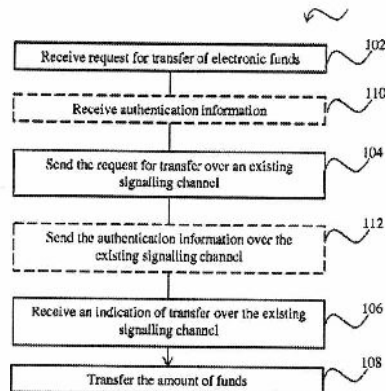 Receive request for transfer of electronic funds
102
Receive authentication information
110
Send the request for transfer over an existing
signalling channel
104
Send the authentication information over the
existing signalling channel
112
Receive an indication of transfer over the existing
signalling channel
106
Transfer the amount of funds
108